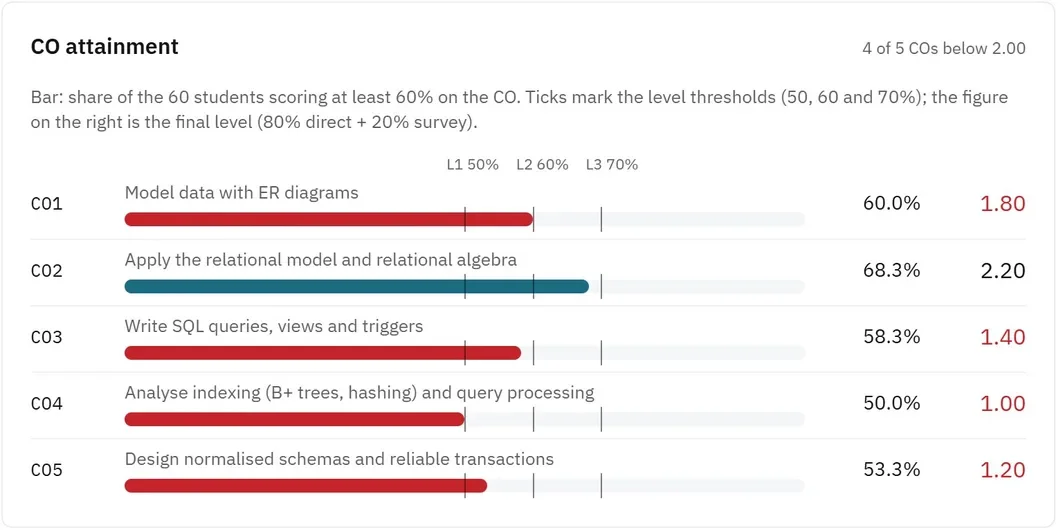 CO attainment
4 of 5 COs below 2.00
Bar: share of the 60 students scoring at least 60% on the CO. Ticks mark the level thresholds (50, 60 and 70%); the figure
on the right is the final level (80% direct + 20% survey).
L1 50% L2 60% L3 70%
CO1 Model data with ER diagrams 60.0% 1.80
CO2 Apply the relational model and relational algebra 68.3% 2.20
CO3 Write SQL queries, views and triggers 58.3% 1.40
CO4 Analyse indexing (B+ trees, hashing) and query processing 50.0% 1.00
CO5 Design normalised schemas and reliable transactions 53.3% 1.20